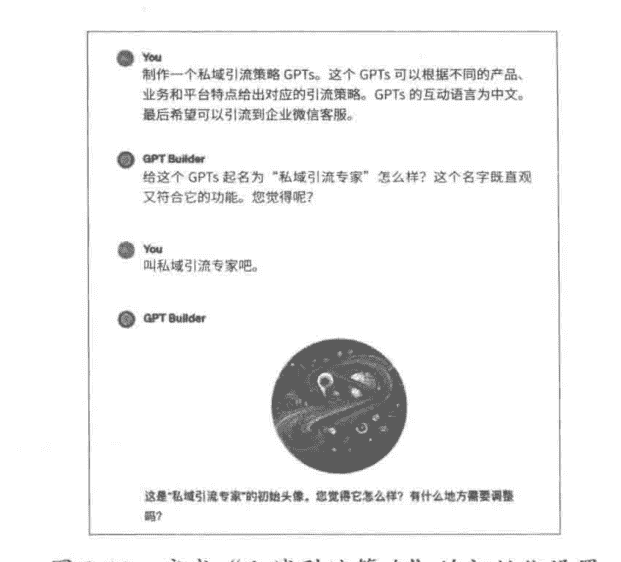 You
制作一个私域引流策略 GPTs。这个 GPTs 可以根据不同的产品、
业务和平台特点给出对应的引流策略。GPTs 的互动语言为中文。
最后希望可以引流到企业微信客服。
GPT Builder
给这个 GPTs 起名为“私域引流专家”怎么样？这个名字既直观
又符合它的功能。您觉得呢？
You
叫私域引流专家吧。
GPT Builder
这是“私域引流专家”的初始头像。您觉得它怎么样？有什么地方需要调整
吗？